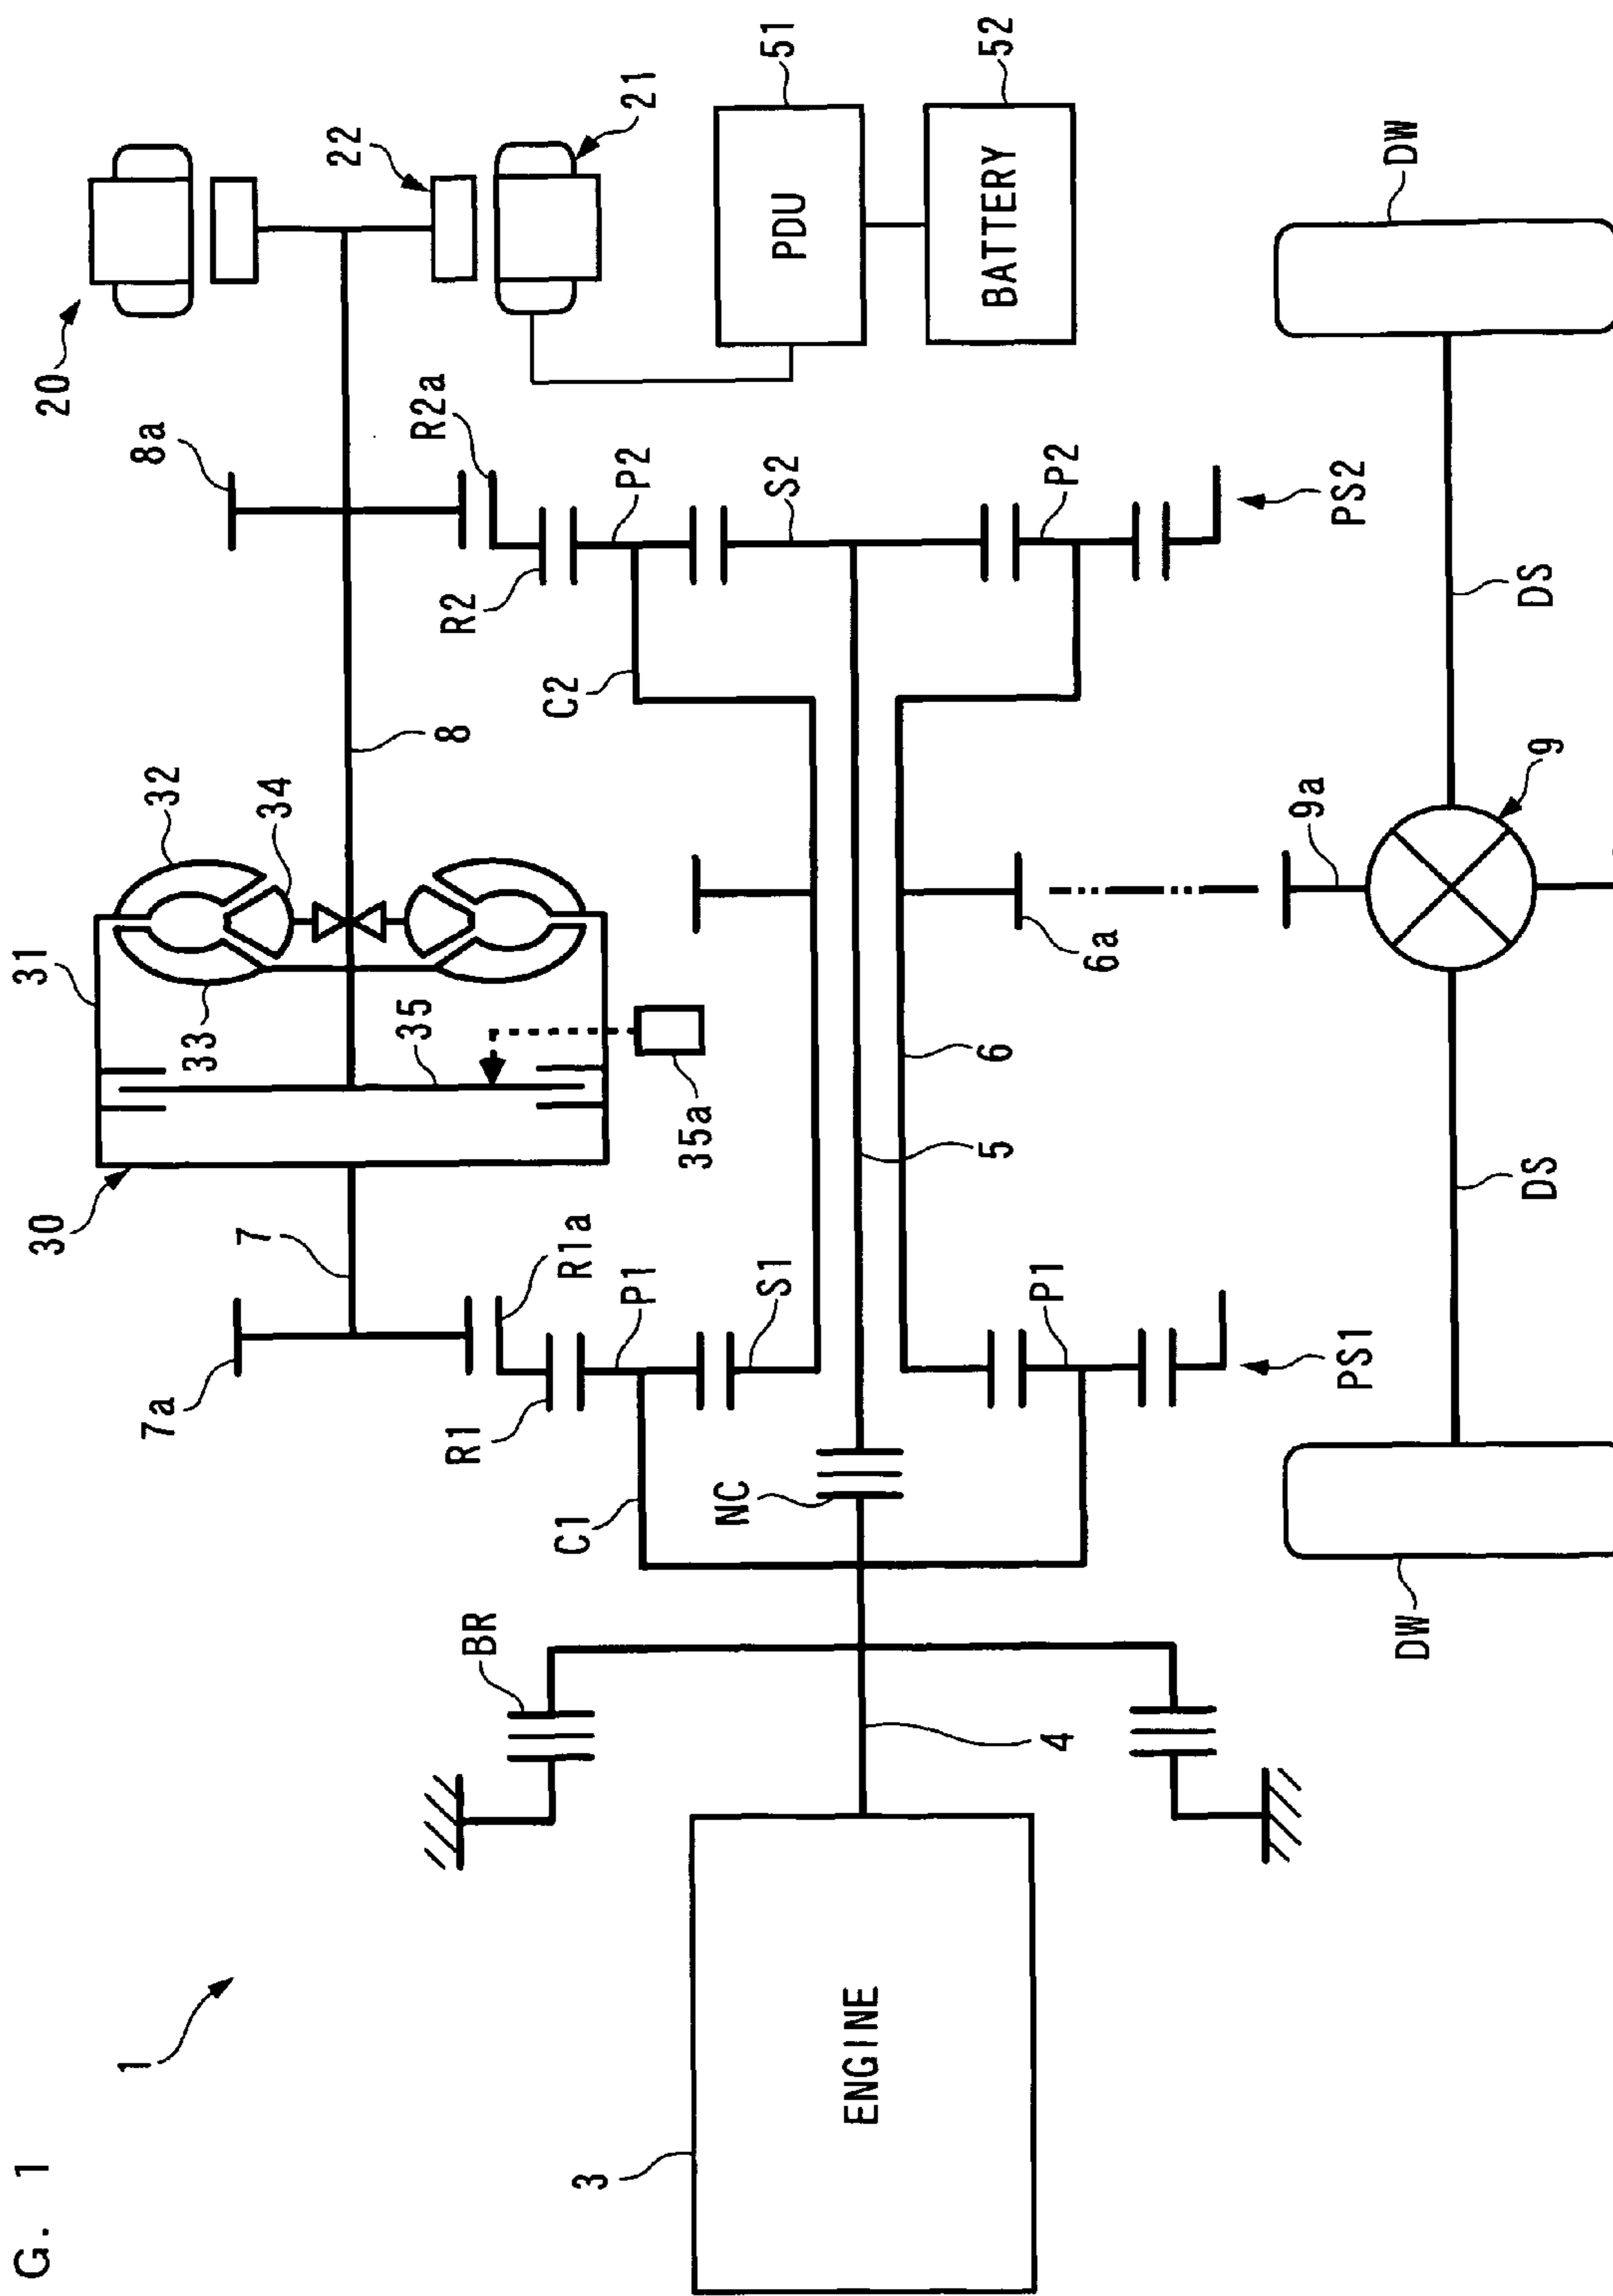 G. 1
1
20
22
21
8a
R2a
51
PDU
52
BATTERY
31
32
34
8
33
35
35a
30
7
7a
R1a
R1
P1
S1
R2
P2
S2
C2
C1
NC
P2
PS2
5
6
6a
P1
PS1
BR
4
3
ENGINE
9a
9
DS
DS
DW
DW